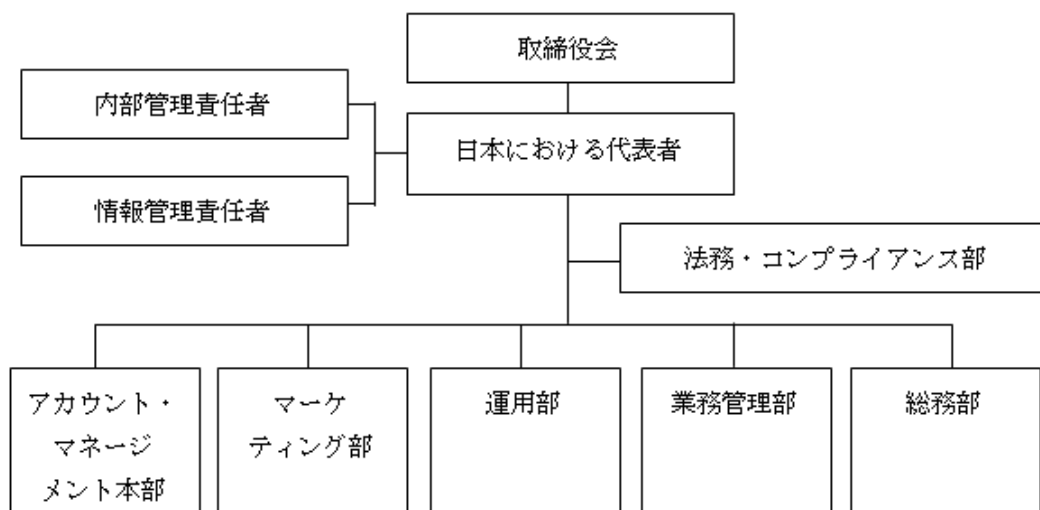 取締役会
内部管理責任者
日本における代表者
情報管理責任者
法務・コンプライアンス部
アカウント・
マネージ
メント本部
マーケ
ティング部
運用部
業務管理部
総務部